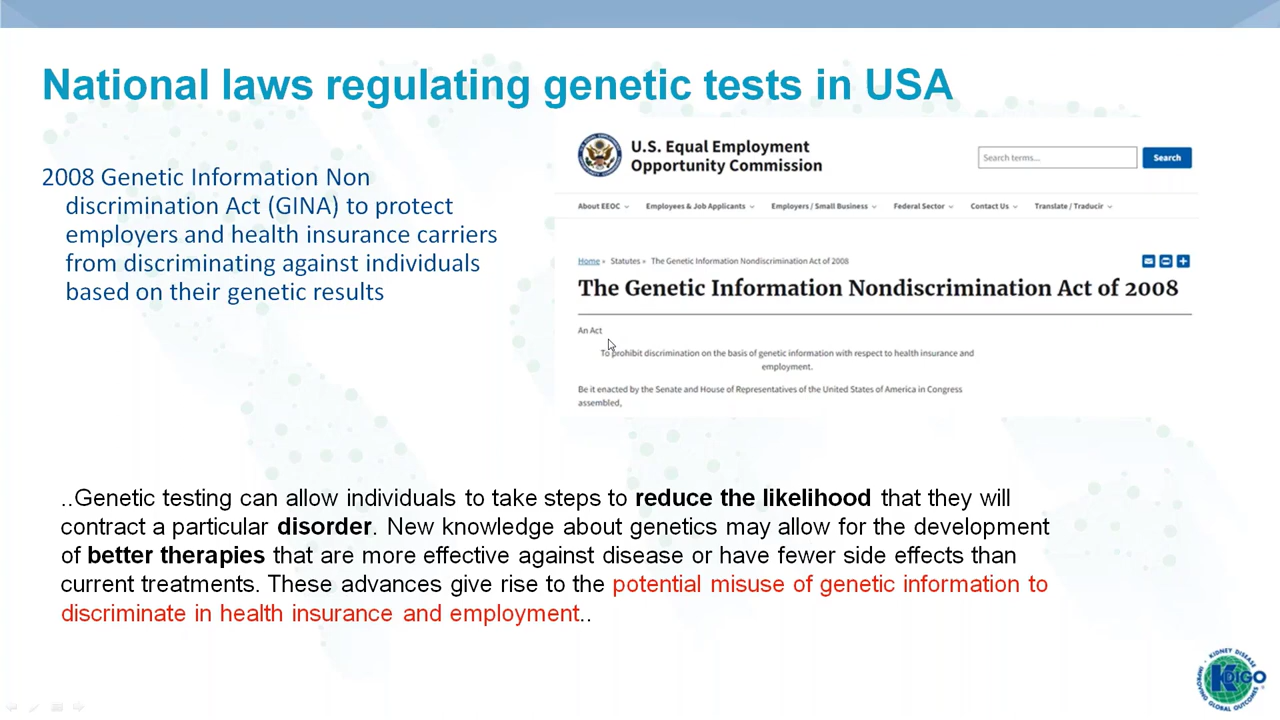 National laws regulating genetic tests in USA
2008 Genetic Information Non
discrimination Act (GINA) to protect
employers and health insurance carriers
from discriminating against individuals
based on their genetic results
U.S. Equal Employment
Opportunity Commission
Search terms...
Search
About EEOC
Employees & Job Applicants
Employers / Small Business
Federal Sector
Contact Us
Translate / Traducir
Home » Statutes » The Genetic Information Nondiscrimination Act of 2008
The Genetic Information Nondiscrimination Act of 2008
An Act
To prohibit discrimination on the basis of genetic information with respect to health insurance and
employment.
Be it enacted by the Senate and House of Representatives of the United States of America in Congress
assembled,
..Genetic testing can allow individuals to take steps to reduce the likelihood that they will
contract a particular disorder. New knowledge about genetics may allow for the development
of better therapies that are more effective against disease or have fewer side effects than
current treatments. These advances give rise to the potential misuse of genetic information to
discriminate in health insurance and employment..
KIDNEY DISEASE
KDIGO
IMPROVING GLOBAL OUTCOMES